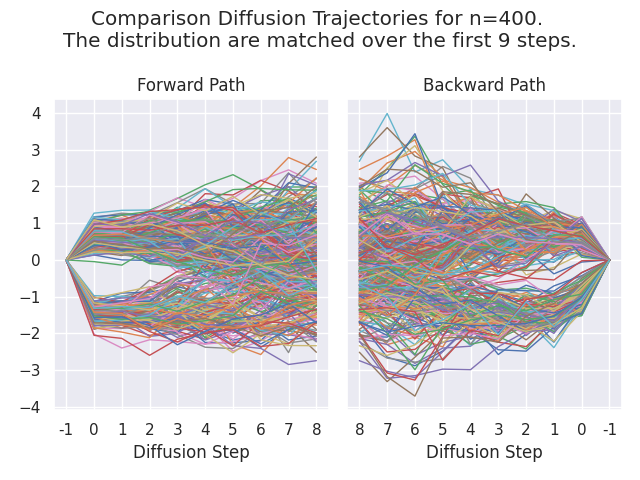 Comparison Diffusion Trajectories for n=400.
The distribution are matched over the first 9 steps.
Forward Path
Backward Path
4
3
2
1
0
−1
−2
−3
−4
-1 0 1 2 3 4 5 6 7 8
8 7 6 5 4 3 2 1 0 -1
Diffusion Step
Diffusion Step